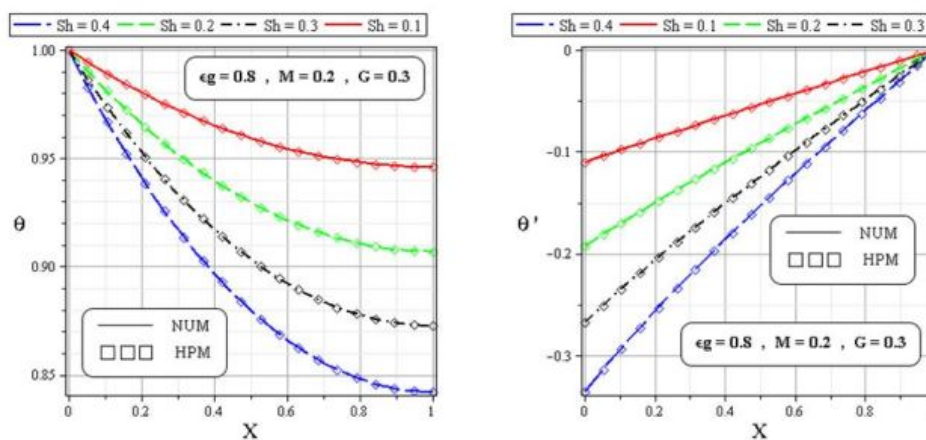 Sh = 0.4 Sh = 0.2 Sh = 0.3 Sh = 0.1
1.00
0.95
0.90
0.85
θ
ϵg = 0.8 , M = 0.2 , G = 0.3
NUM
HPM
0 0.2 0.4 0.6 0.8 1
X
Sh = 0.4 Sh = 0.1 Sh = 0.2 Sh = 0.3
0
−0.1
−0.2
−0.3
θ '
NUM
HPM
ϵg = 0.8 , M = 0.2 , G = 0.3
0 0.2 0.4 0.6 0.8
X